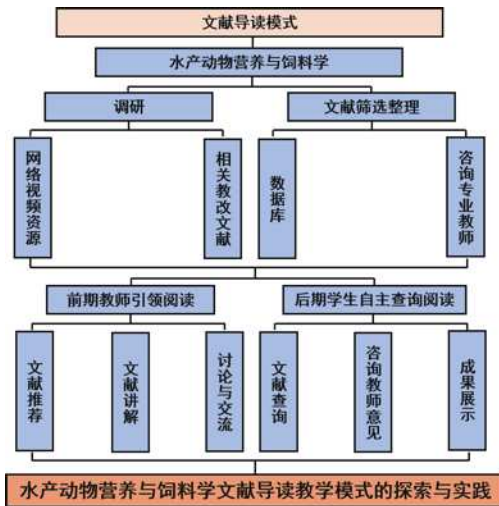 文献导读模式
水产动物营养与饲料学
调研
文献筛选整理
网络视频资源
相关教改文献
数据库
咨询专业教师
前期教师引领阅读
后期学生自主查询阅读
文献推荐
文献讲解
讨论与交流
文献查询
咨询教师意见
成果展示
水产动物营养与饲料学文献导读教学模式的探索与实践